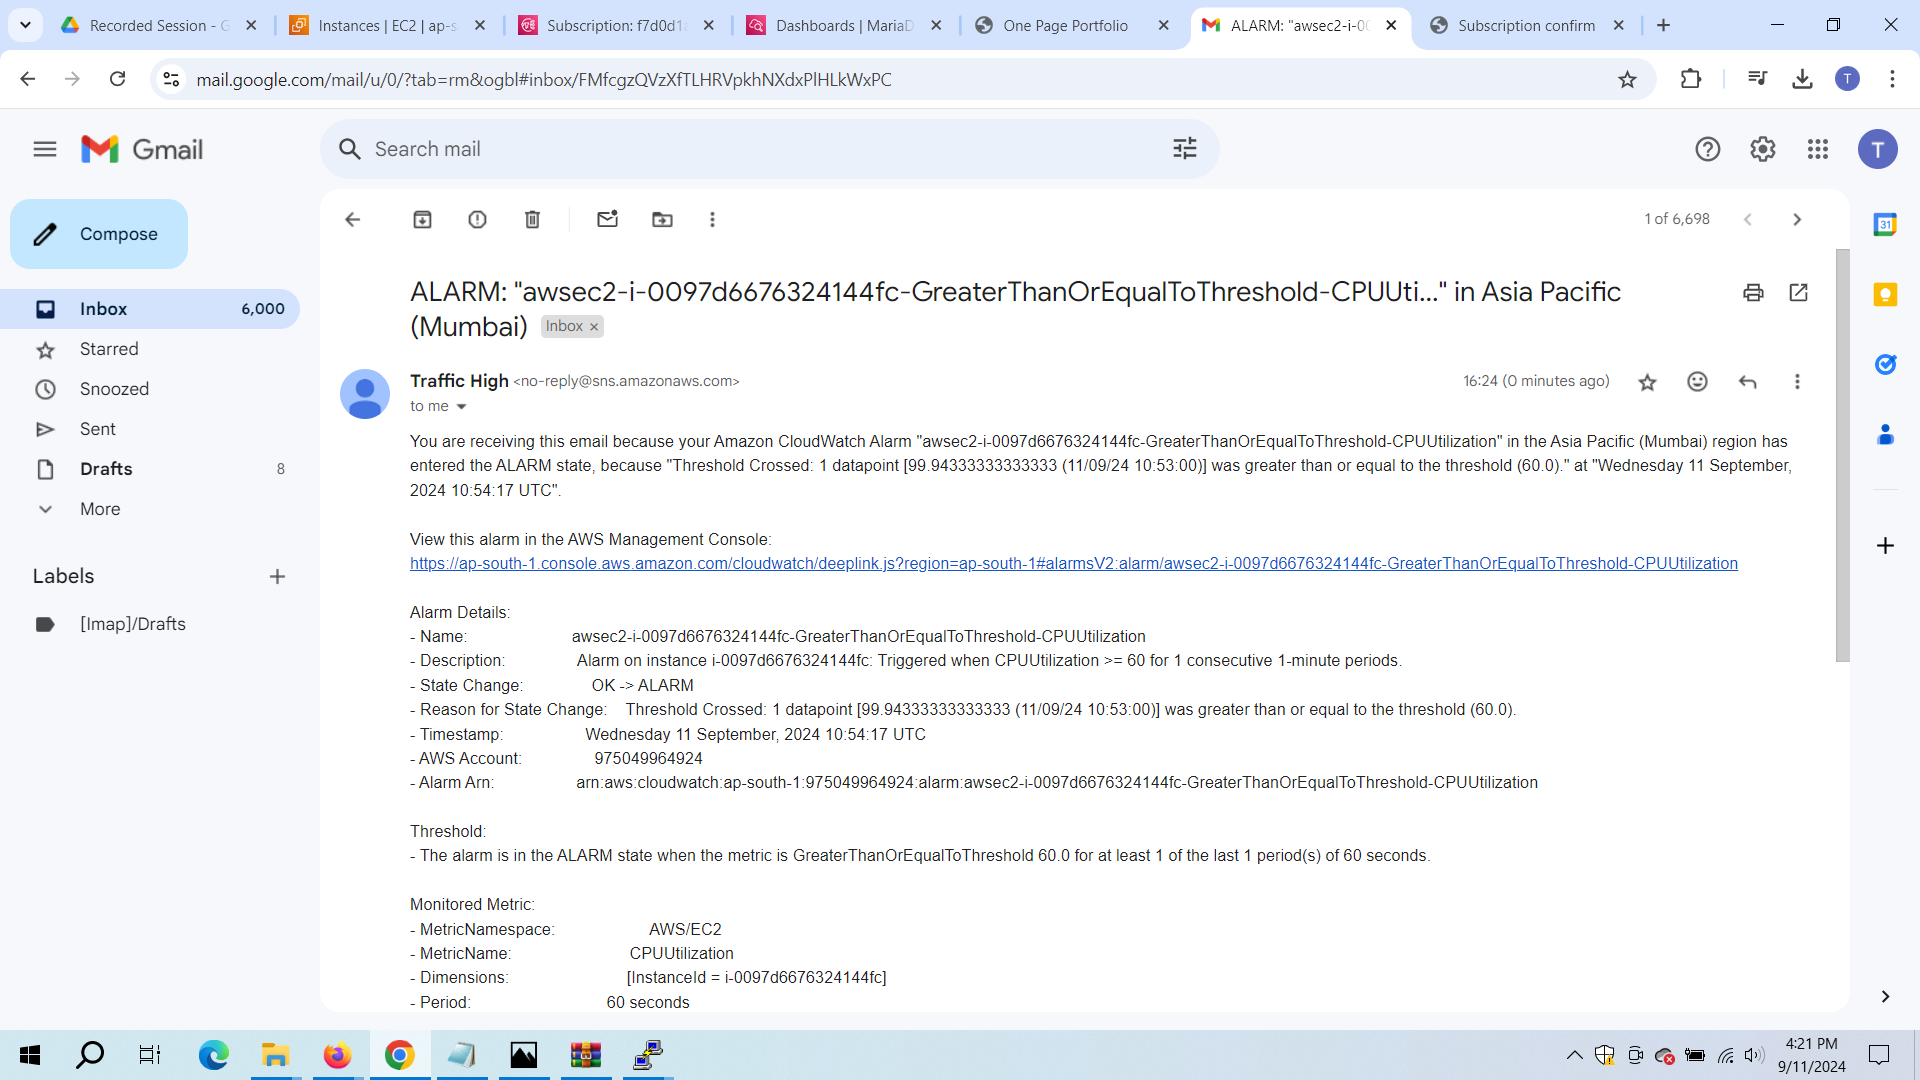 Recorded Session - G
Instances | EC2 | ap-s
Subscription: f7d0d1a
Dashboards | MariaD
One Page Portfolio
ALARM: "awsec2-i-00
Subscription confirm
mail.google.com/mail/u/0/?tab=rm&ogbl#inbox/FMfcgzQVzXfTLHRVpkhNXdxPlHLkWxPC
T
Gmail
Search mail
T
Compose
1 of 6,698
31
Inbox 6,000
Starred
Snoozed
Sent
Drafts 8
More
Labels
[Imap]/Drafts
ALARM: "awsec2-i-0097d6676324144fc-GreaterThanOrEqualToThreshold-CPUUti..." in Asia Pacific
(Mumbai) Inbox
Traffic High <no-reply@sns.amazonaws.com> 16:24 (0 minutes ago)
to me
You are receiving this email because your Amazon CloudWatch Alarm "awsec2-i-0097d6676324144fc-GreaterThanOrEqualToThreshold-CPUUtilization" in the Asia Pacific (Mumbai) region has
entered the ALARM state, because "Threshold Crossed: 1 datapoint [99.94333333333333 (11/09/24 10:53:00)] was greater than or equal to the threshold (60.0)." at "Wednesday 11 September,
2024 10:54:17 UTC".
View this alarm in the AWS Management Console:
https://ap-south-1.console.aws.amazon.com/cloudwatch/deeplink.js?region=ap-south-1#alarmsV2:alarm/awsec2-i-0097d6676324144fc-GreaterThanOrEqualToThreshold-CPUUtilization
Alarm Details:
- Name: awsec2-i-0097d6676324144fc-GreaterThanOrEqualToThreshold-CPUUtilization
- Description: Alarm on instance i-0097d6676324144fc: Triggered when CPUUtilization >= 60 for 1 consecutive 1-minute periods.
- State Change: OK -> ALARM
- Reason for State Change: Threshold Crossed: 1 datapoint [99.94333333333333 (11/09/24 10:53:00)] was greater than or equal to the threshold (60.0).
- Timestamp: Wednesday 11 September, 2024 10:54:17 UTC
- AWS Account: 975049964924
- Alarm Arn: arn:aws:cloudwatch:ap-south-1:975049964924:alarm:awsec2-i-0097d6676324144fc-GreaterThanOrEqualToThreshold-CPUUtilization
Threshold:
- The alarm is in the ALARM state when the metric is GreaterThanOrEqualToThreshold 60.0 for at least 1 of the last 1 period(s) of 60 seconds.
Monitored Metric:
- MetricNamespace: AWS/EC2
- MetricName: CPUUtilization
- Dimensions: [InstanceId = i-0097d6676324144fc]
- Period: 60 seconds
4:21 PM
9/11/2024